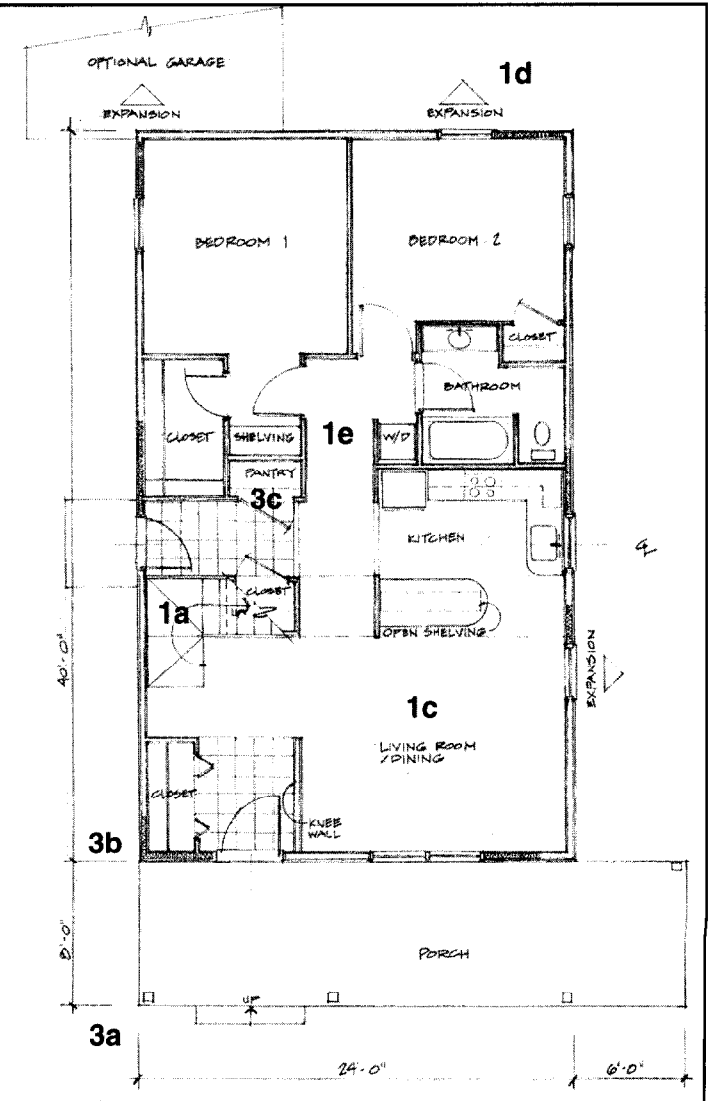 OPTIONAL GARAGE
1d
EXPANSION
EXPANSION
BEDROOM 1
BEDROOM 2
CLOSET
BATHROOM
CLOSET
SHELVING
1e
W/D
PANTRY
3c
KITCHEN
CLOSET
1a
OPEN SHELVING
EXPANSION
40'-0"
1c
LIVING ROOM
/DINING
CLOSET
KNEE
WALL
3b
8'-0"
PORCH
UP
3a
24'-0"
6'-0"